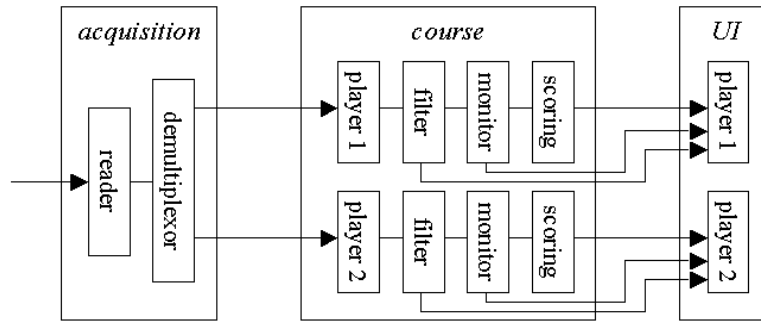 acquisition
course
UI
reader
demultiplexor
player 1
filter
monitor
scoring
player 1
player 2
filter
monitor
scoring
player 2